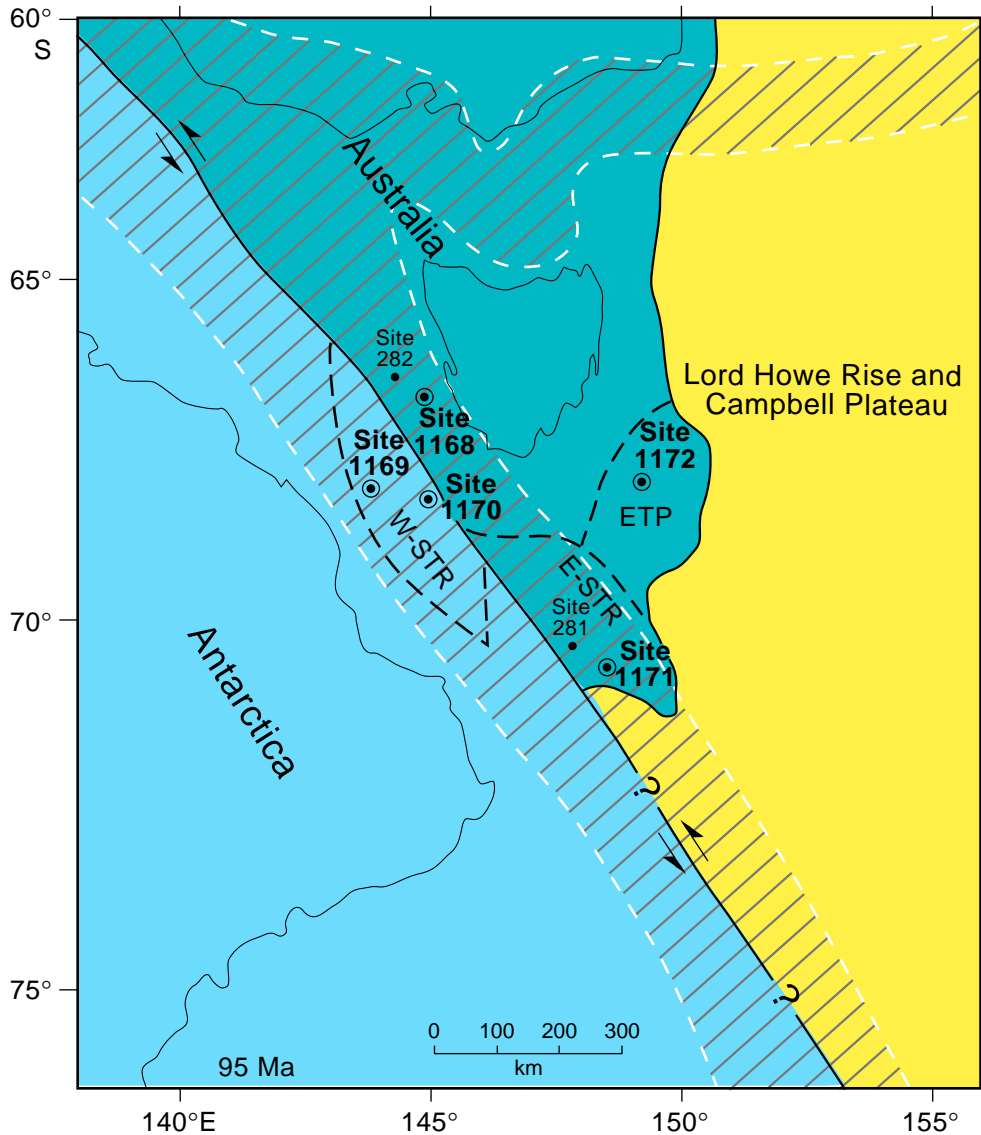 60°
S
Australia
65°
Site
282
Lord Howe Rise and
Campbell Plateau
Site
1168
Site
1169
Site
1172
Site
1170
ETP
W-STR
E-STR
Site
281
70°
Site
1171
Antarctica
?
?
75°
0 100 200 300
km
95 Ma
140°E 145° 150° 155°